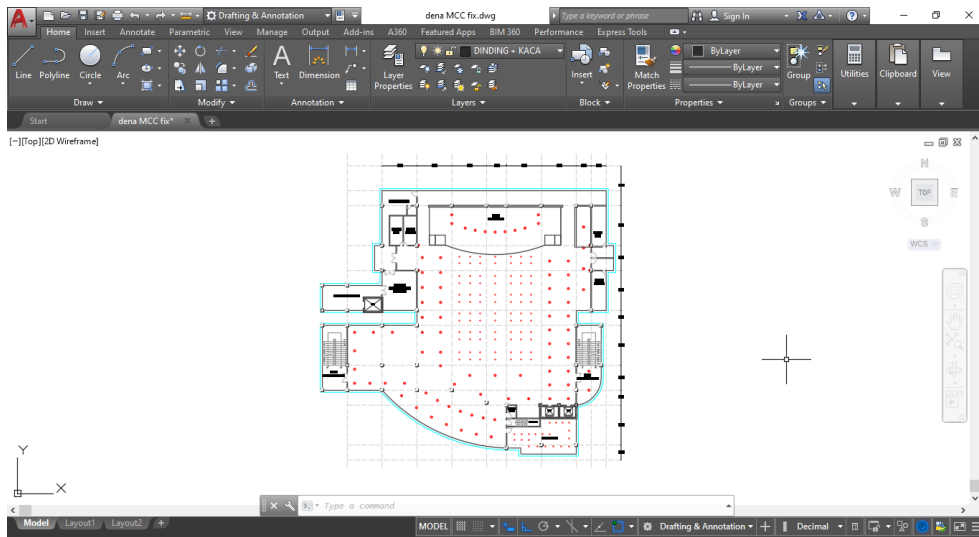 Drafting & Annotation
dena MCC fix.dwg
Type a keyword or phrase
Sign In
Home Insert Annotate Parametric View Manage Output Add-ins A360 Featured Apps BIM 360 Performance Express Tools
Line Polyline Circle Arc
Text Dimension
Layer Properties
DINDING + KACA
Insert
Match Properties
ByLayer
ByLayer
ByLayer
Group
Utilities
Clipboard
View
Draw Modify Annotation Layers Block Properties Groups
Start dena MCC fix*
[−][Top][2D Wireframe]
N
W TOP E
S
WCS
Y
X
Type a command
Model Layout1 Layout2
MODEL Drafting & Annotation Decimal